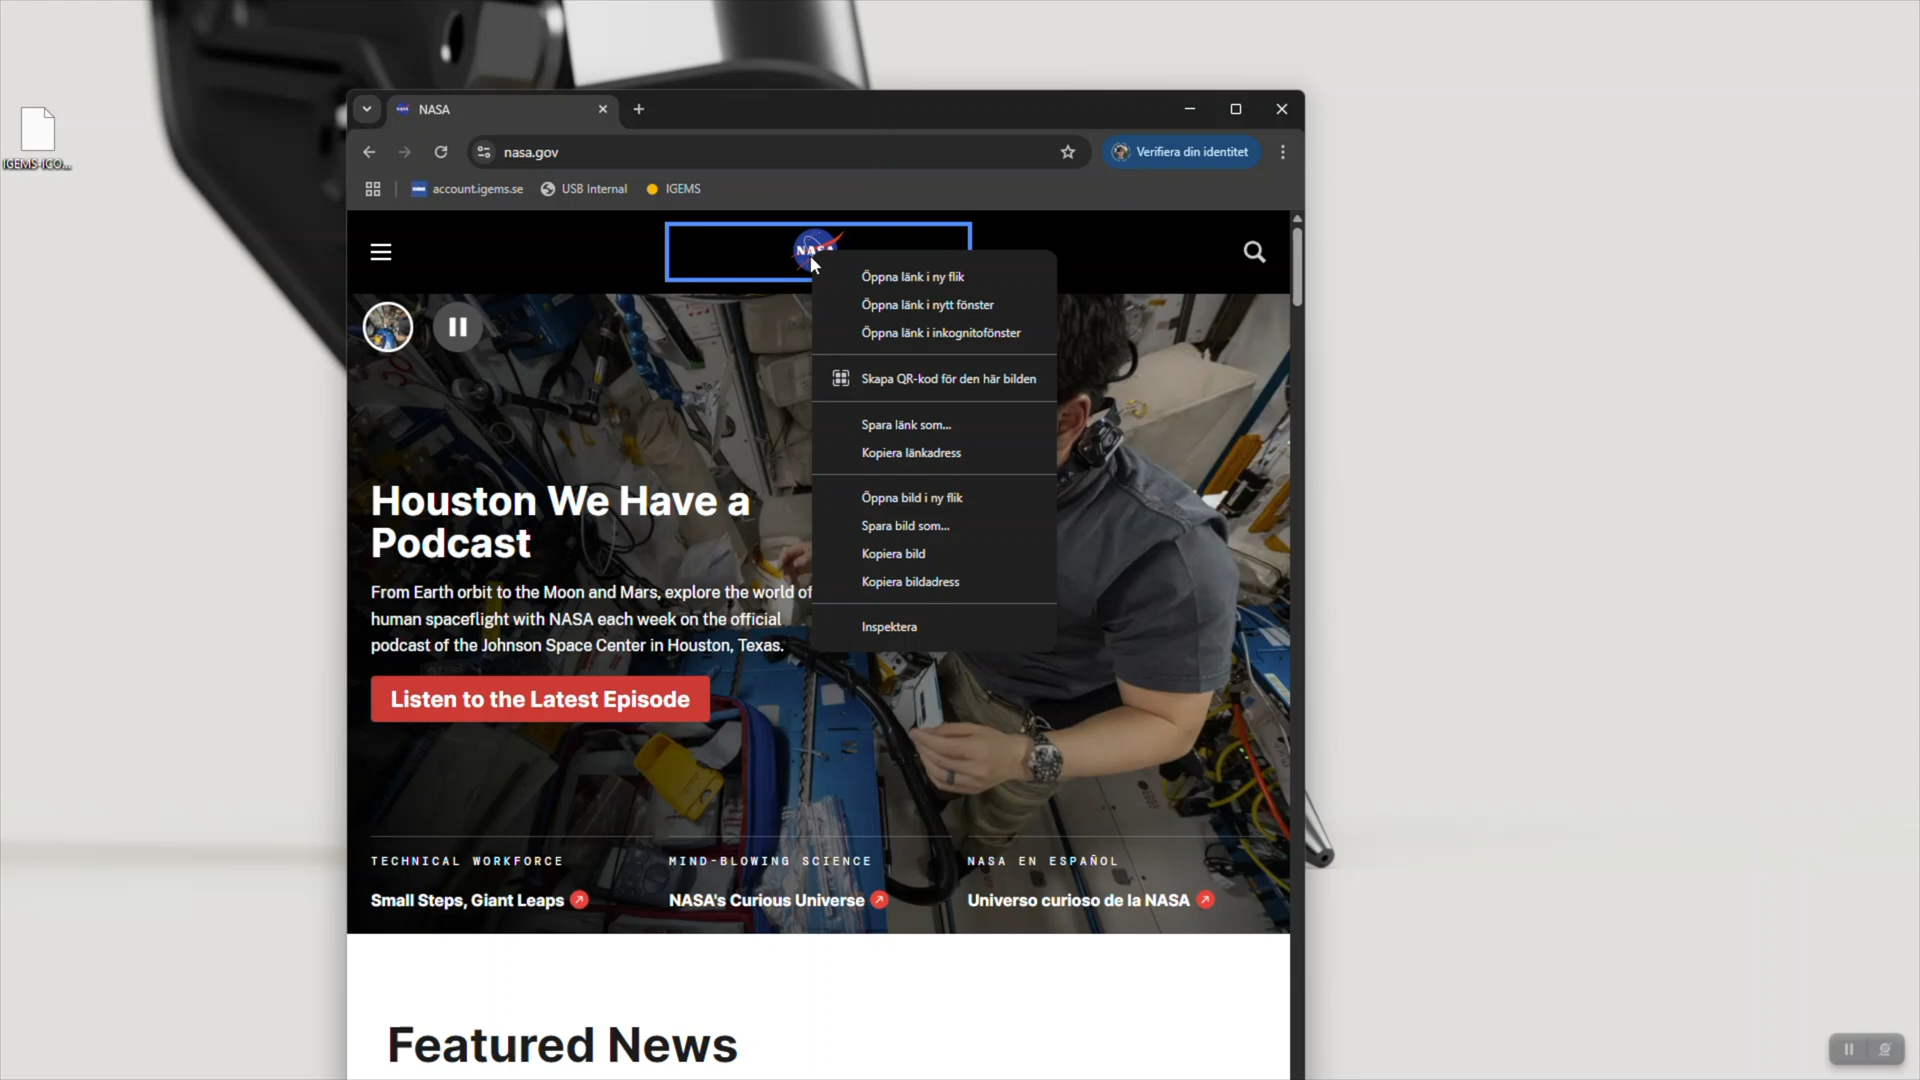 NASA
nasa.gov
Verifiera din identitet
account.igems.se
USB Internal
IGEMS
IGEMS-ICO...
NASA
Öppna länk i ny flik
Öppna länk i nytt fönster
Öppna länk i inkognitofönster
Skapa QR-kod för den här bilden
Spara länk som...
Kopiera länkadress
Öppna bild i ny flik
Spara bild som...
Kopiera bild
Kopiera bildadress
Inspektera
Houston We Have a
Podcast
From Earth orbit to the Moon and Mars, explore the world of
human spaceflight with NASA each week on the official
podcast of the Johnson Space Center in Houston, Texas.
Listen to the Latest Episode
TECHNICAL WORKFORCE
Small Steps, Giant Leaps
MIND-BLOWING SCIENCE
NASA's Curious Universe
NASA EN ESPAÑOL
Universo curioso de la NASA
Featured News